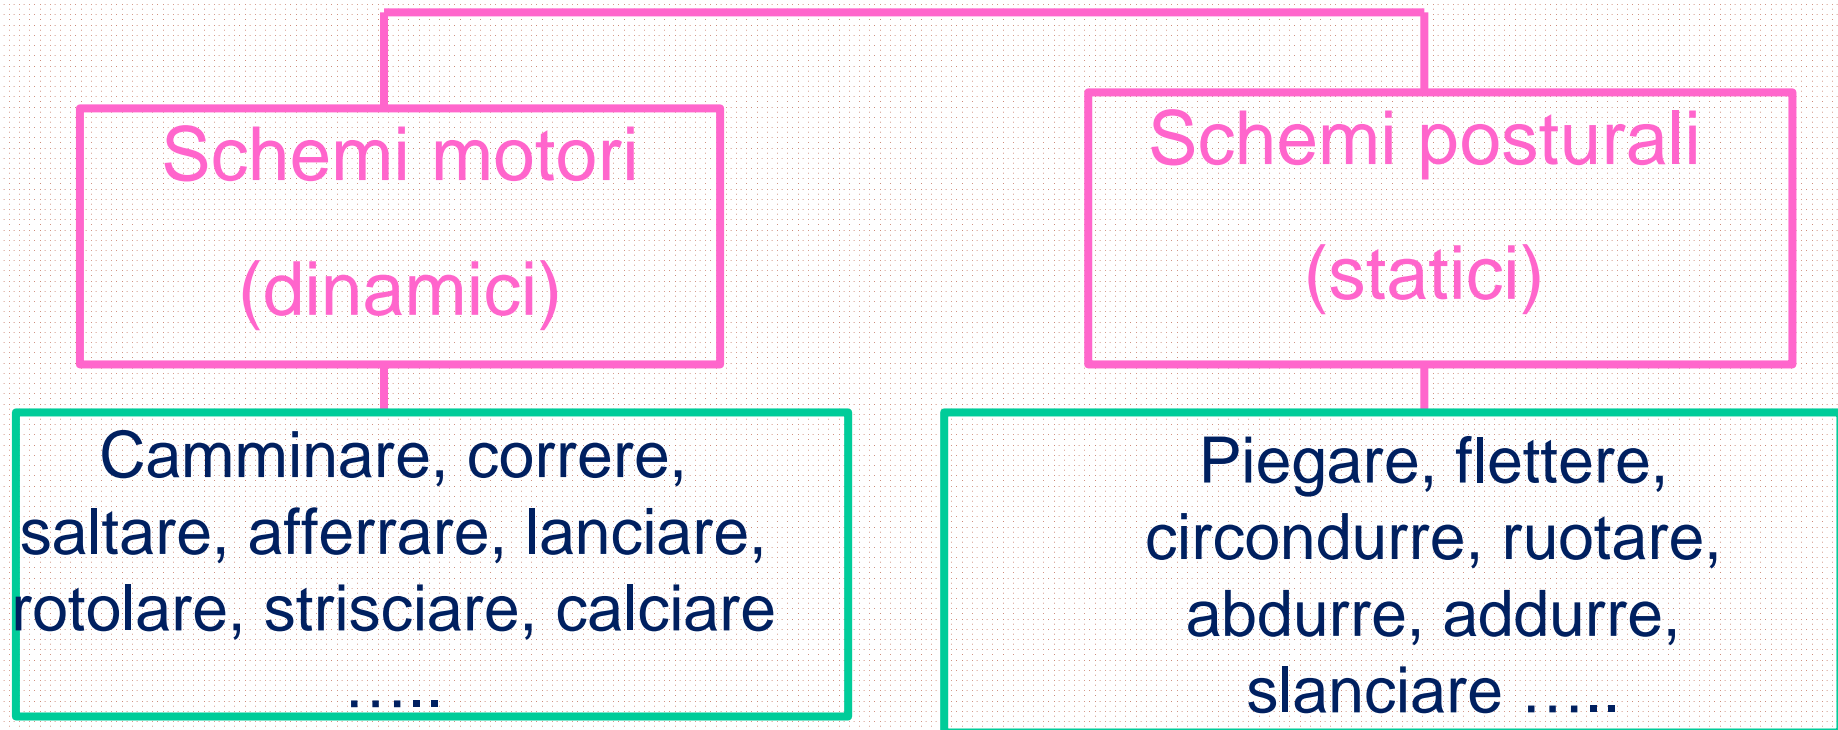 Schemi motori
(dinamici)
Schemi posturali
(statici)
Camminare, correre,
saltare, afferrare, lanciare,
rotolare, strisciare, calciare
…..
Piegare, flettere,
circondurre, ruotare,
abdurre, addurre,
slanciare …..